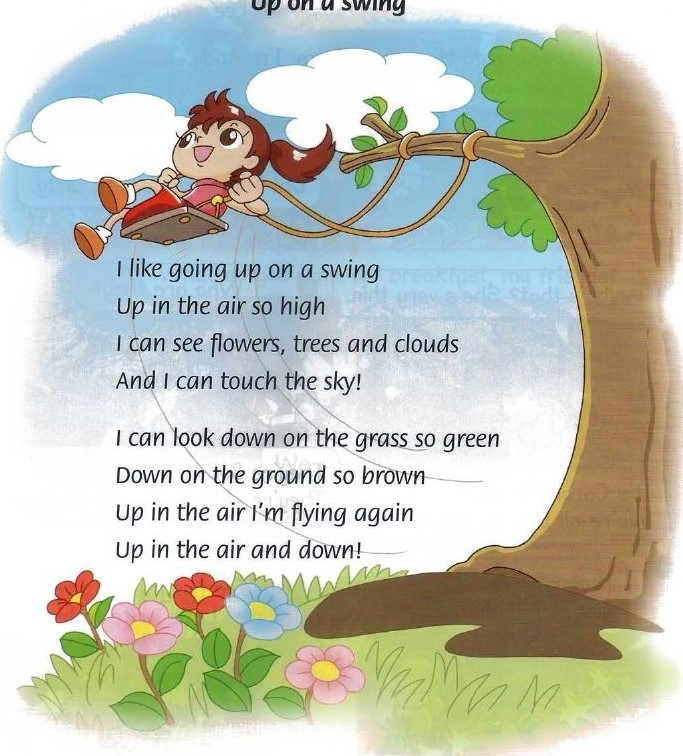 Up on a swing
I like going up on a swing
Up in the air so high
I can see flowers, trees and clouds
And I can touch the sky!
I can look down on the grass so green
Down on the ground so brown
Up in the air I'm flying again
Up in the air and down!